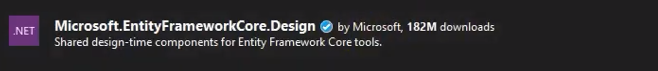 .NET
Microsoft.EntityFrameworkCore.Design by Microsoft, 182M downloads
Shared design-time components for Entity Framework Core tools.